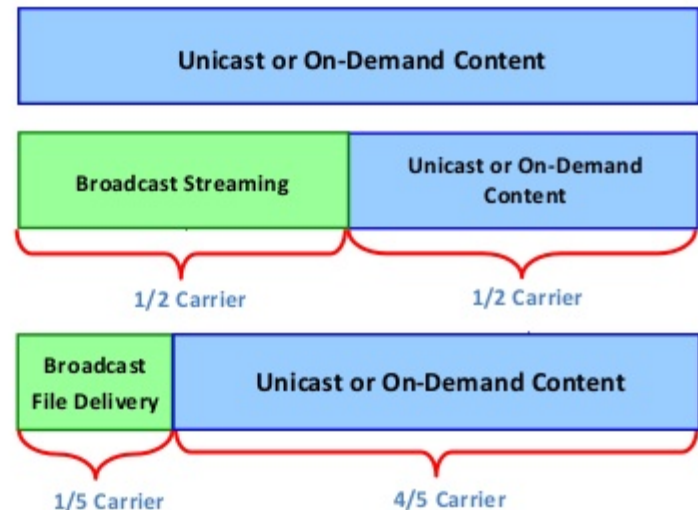 Unicast or On-Demand Content
Broadcast Streaming
Unicast or On-Demand
Content
1/2 Carrier
1/2 Carrier
Broadcast
File Delivery
Unicast or On-Demand Content
1/5 Carrier
4/5 Carrier